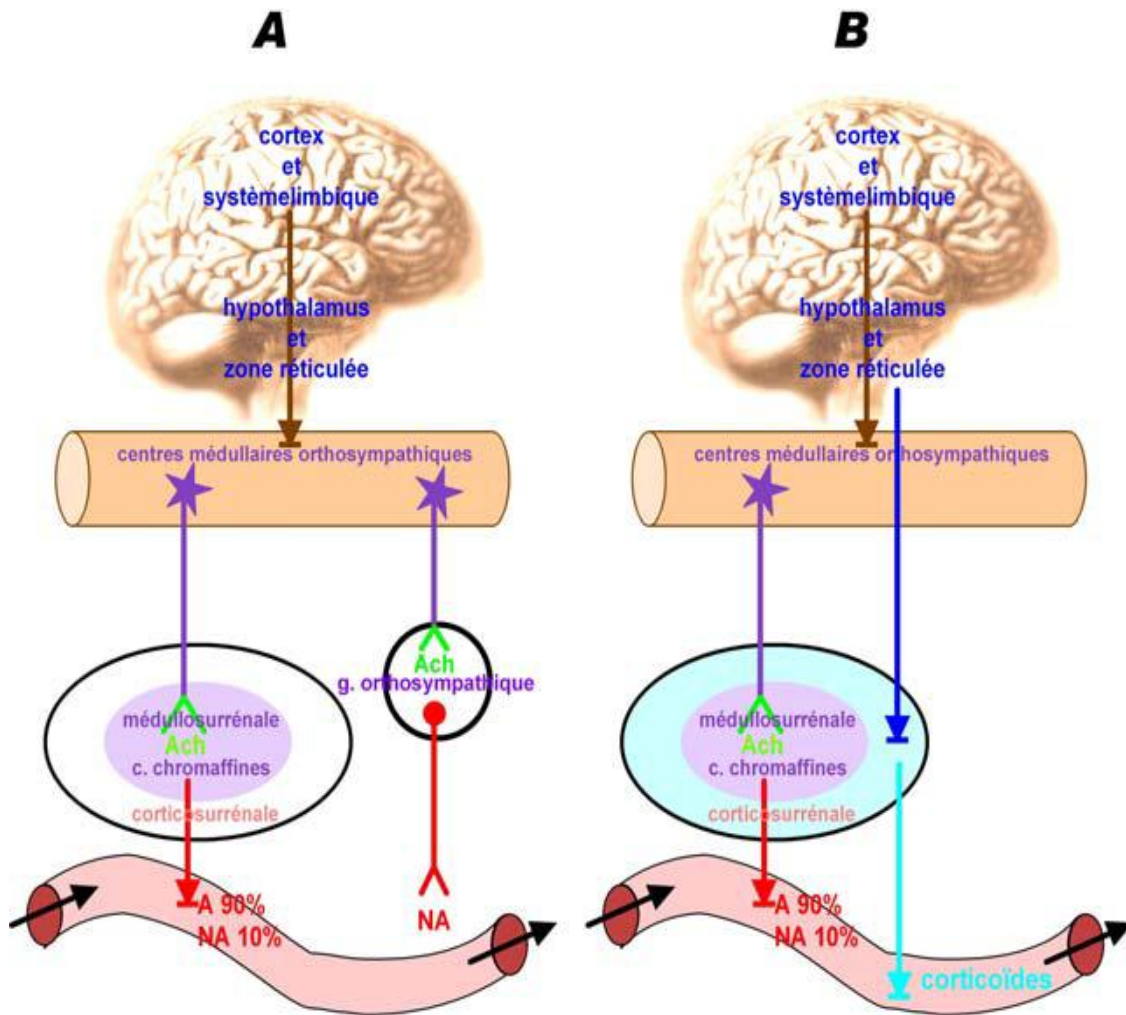 A
cortex
et
systèmelimbique
hypothalamus
et
zone réticulée
centres médullaires orthosympathiques
Ach
g. orthosympathique
médullosurrénale
Ach
c. chromaffines
corticosurrénale
A 90%
NA 10%
NA
B
cortex
et
systèmelimbique
hypothalamus
et
zone réticulée
centres médullaires orthosympathiques
médullosurrénale
Ach
c. chromaffines
corticosurrénale
A 90%
NA 10%
corticoïdes